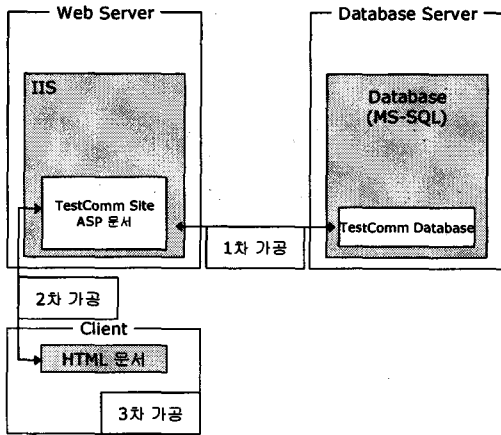 Web Server
Database Server
IIS
Database
(MS-SQL)
TestComm Site
ASP 문서
TestComm Database
1차 가공
2차 가공
Client
HTML 문서
3차 가공